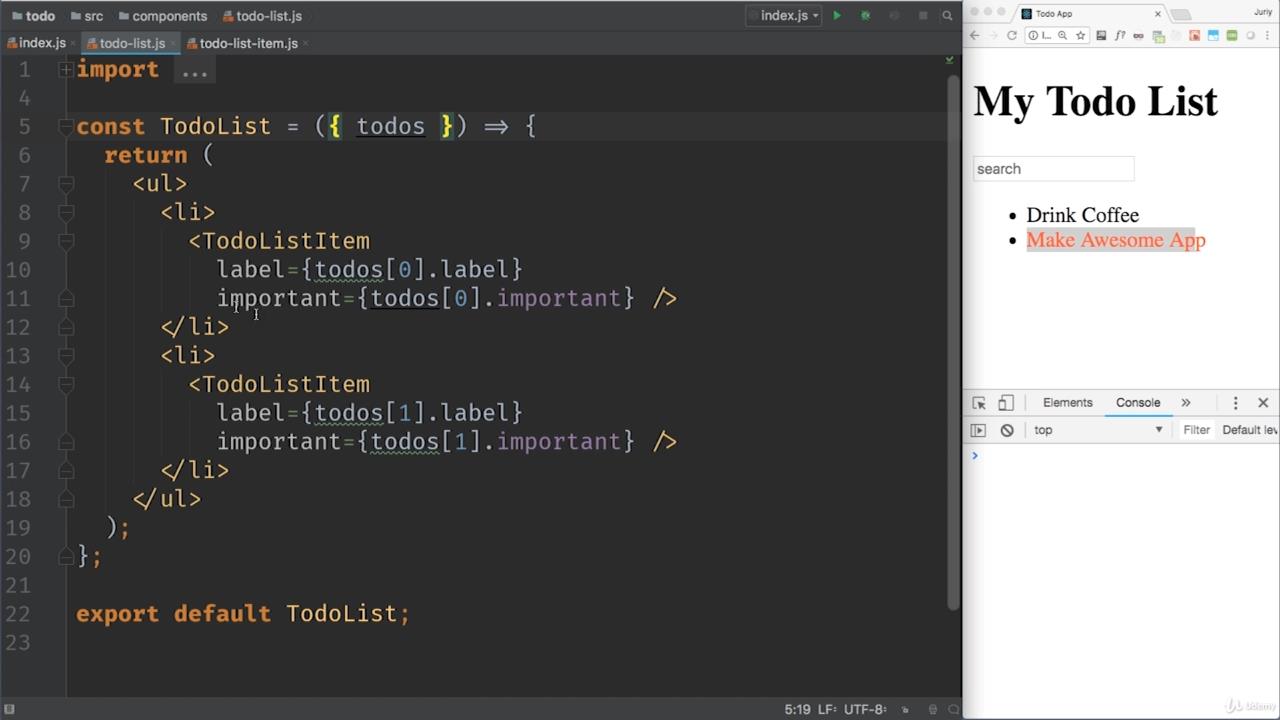 todo src components todo-list.js index.js
index.js todo-list.js todo-list-item.js
1 import ...
4
5 const TodoList = ({ todos }) => {
6 return (
7 <ul>
8 <li>
9 <TodoListItem
10 label={todos[0].label}
11 important={todos[0].important} />
12 </li>
13 <li>
14 <TodoListItem
15 label={todos[1].label}
16 important={todos[1].important} />
17 </li>
18 </ul>
19 );
20 };
21
22 export default TodoList;
23
5:19 LF: UTF-8:
Todo App Juriy
My Todo List
search
Drink Coffee
Make Awesome App
Elements Console »
top Filter Default lev
Udemy